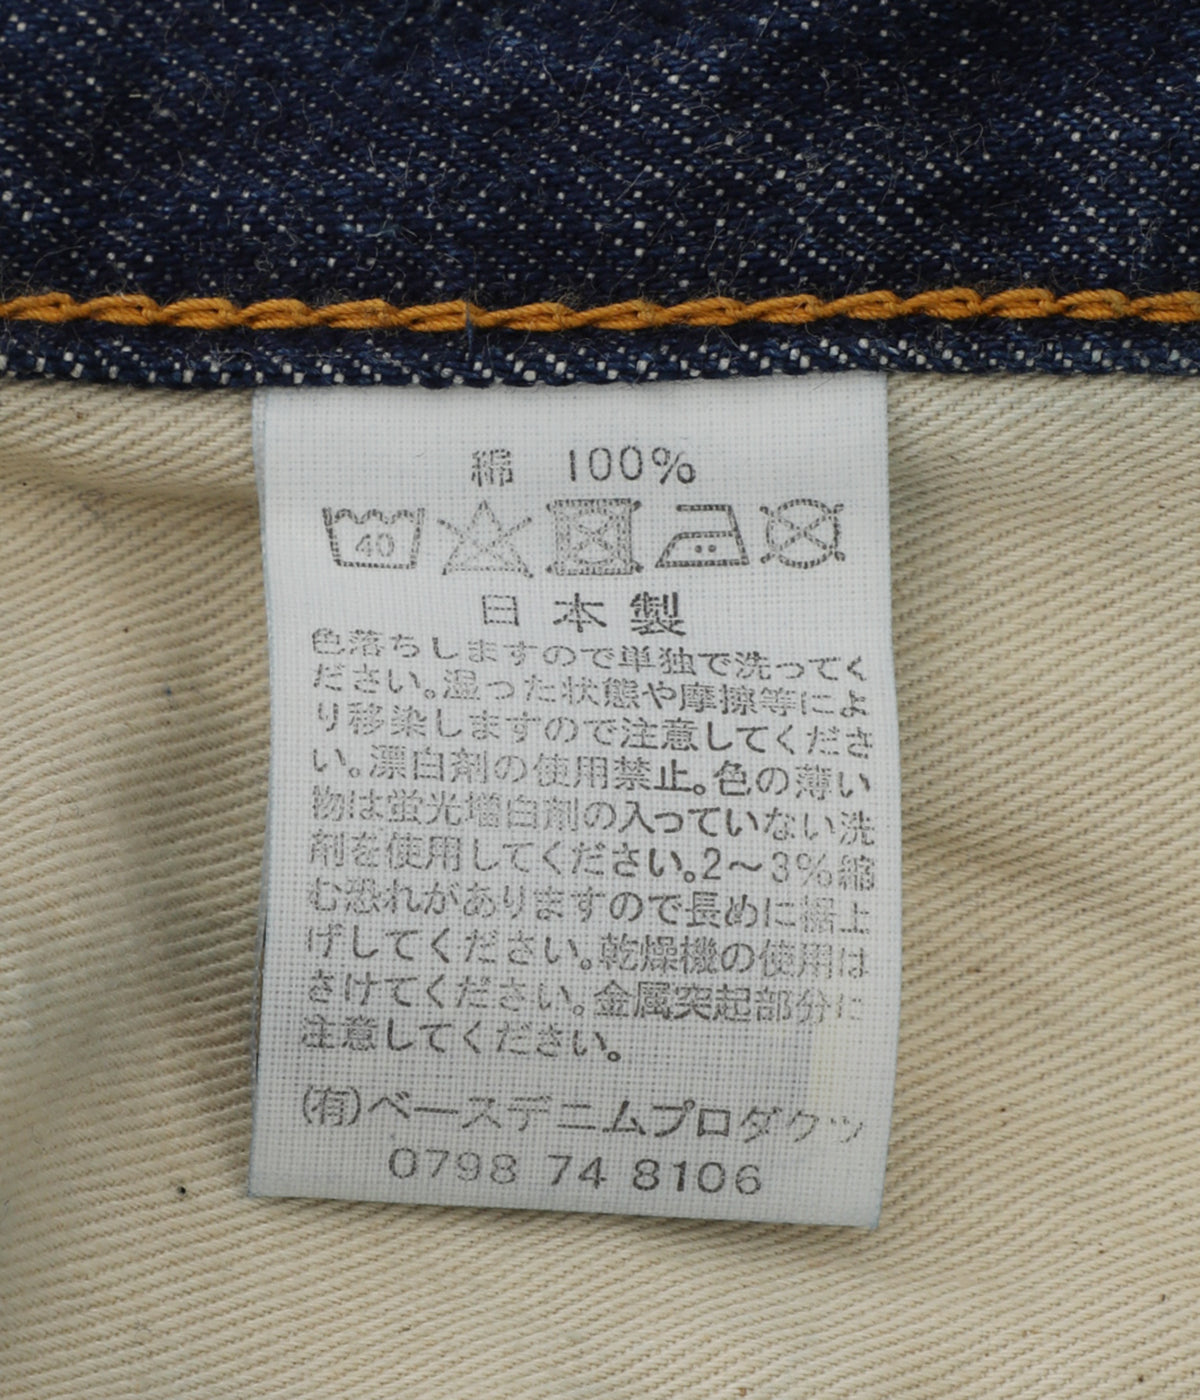 綿 100%
40
日本製
色落ちしますので単独で洗ってく
ださい。湿った状態や摩擦等によ
り移染しますので注意してくださ
い。漂白剤の使用禁止。色の薄い
物は蛍光増白剤の入っていない洗
剤を使用してください。2〜3%縮
む恐れがありますので長めに裾上
げしてください。乾燥機の使用は
さけてください。金属突起部分に
注意してください。
(有)ベースデニムプロダクツ
0798 74 8106